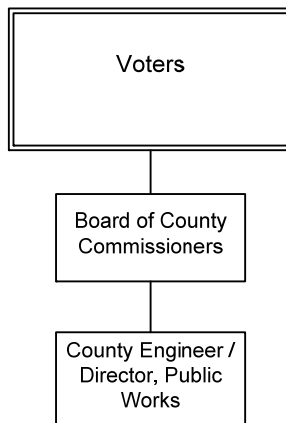 Voters
Board of County
Commissioners
County Engineer /
Director, Public
Works